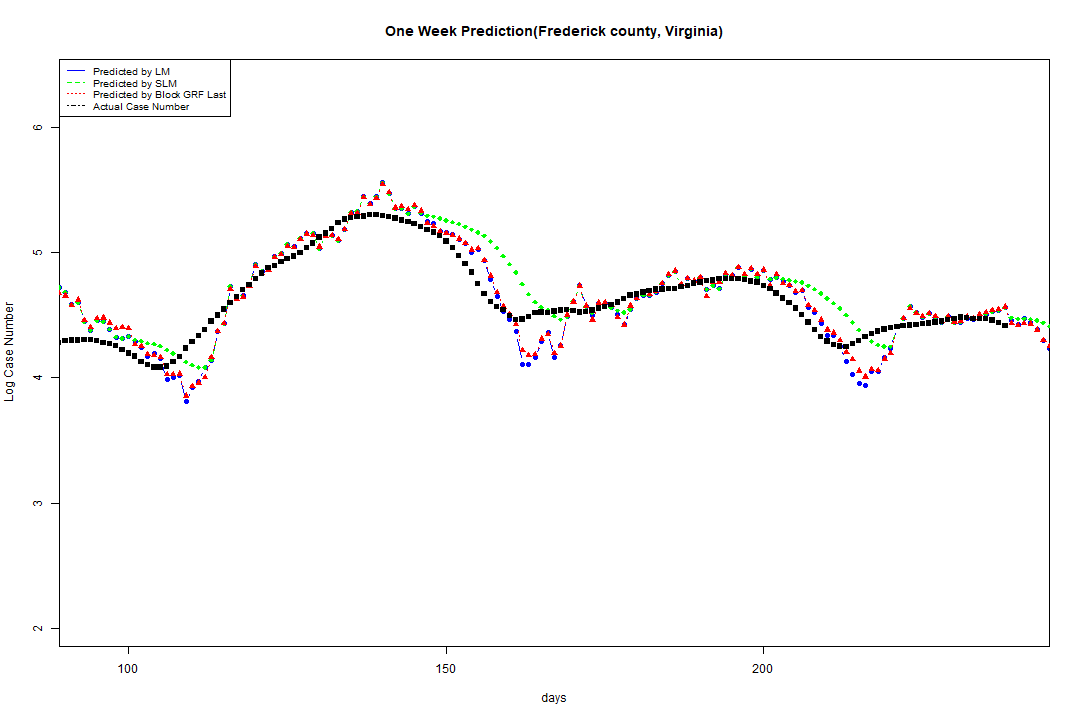 One Week Prediction(Frederick county, Virginia)
Predicted by LM
Predicted by SLM
Predicted by Block GRF Last
Actual Case Number
6
5
4
3
2
Log Case Number
100 150 200
days